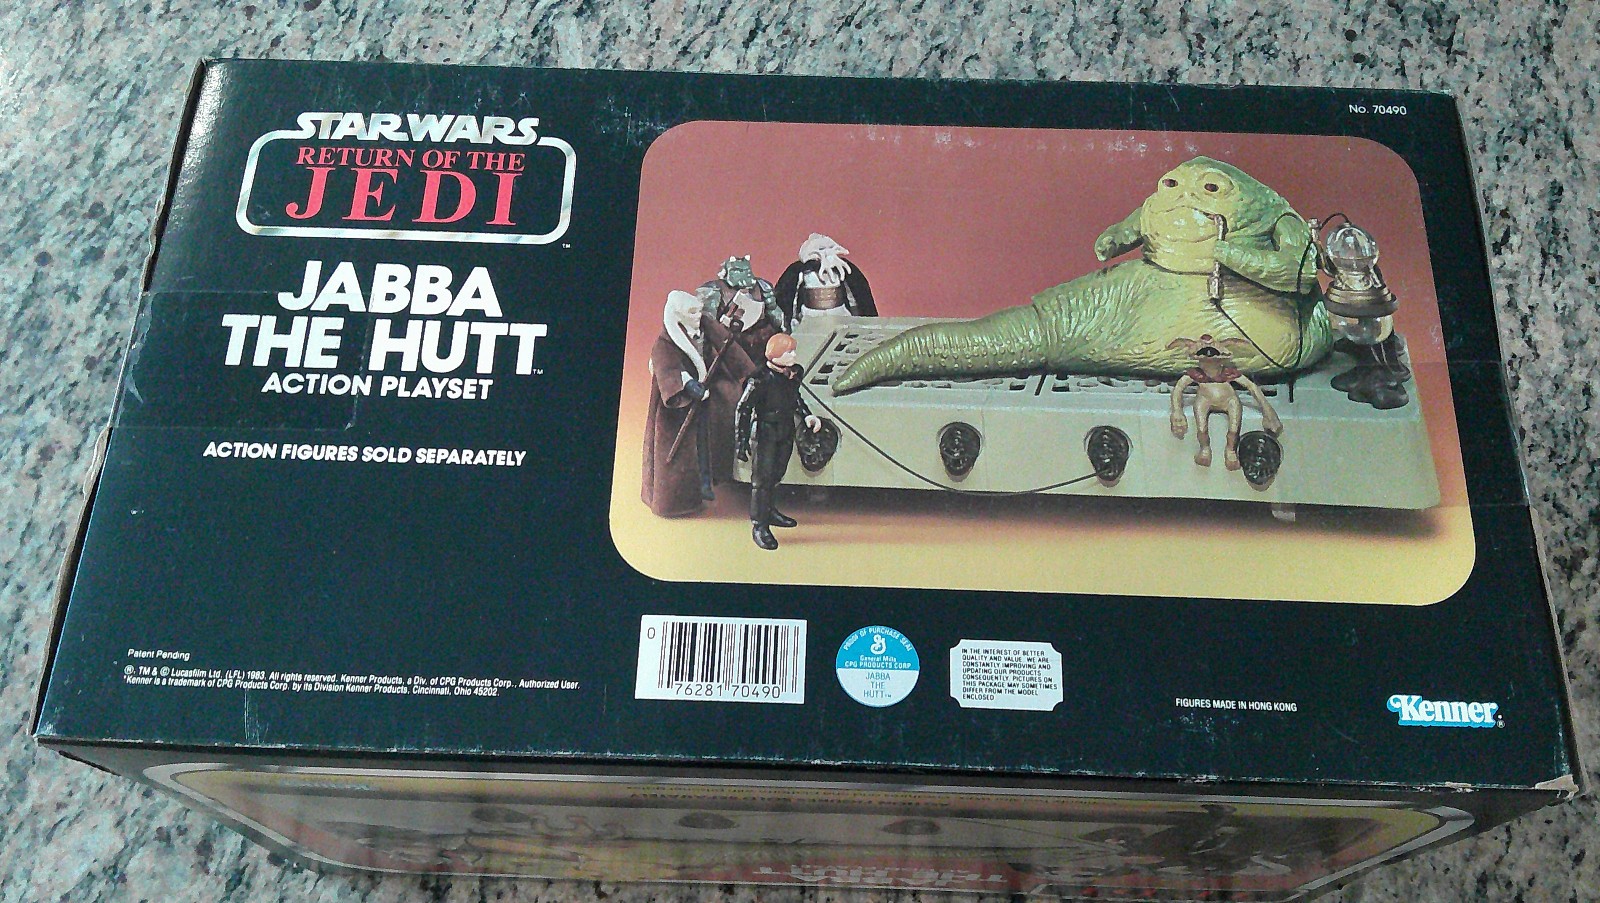 No. 70490
STAR WARS
RETURN OF THE
JEDI
TM
JABBA
THE HUTT
TM
ACTION PLAYSET
ACTION FIGURES SOLD SEPARATELY
Patent Pending
®, TM & © Lucasfilm Ltd. (LFL) 1983. All rights reserved. Kenner Products, a Div. of CPG Products Corp., Authorized User.
"Kenner is a trademark of CPG Products Corp. by its Division Kenner Products, Cincinnati, Ohio 45202.
0
76281 70490
PROOF OF PURCHASE SEAL
G
General Mills
CPG PRODUCTS CORP
JABBA
THE
HUTT™
IN THE INTEREST OF BETTER
QUALITY AND VALUE. WE ARE
CONSTANTLY IMPROVING AND
UPDATING OUR PRODUCTS
CONSEQUENTLY, PICTURES ON
THIS PACKAGE MAY SOMETIMES
DIFFER FROM THE MODEL
ENCLOSED
FIGURES MADE IN HONG KONG
Kenner®